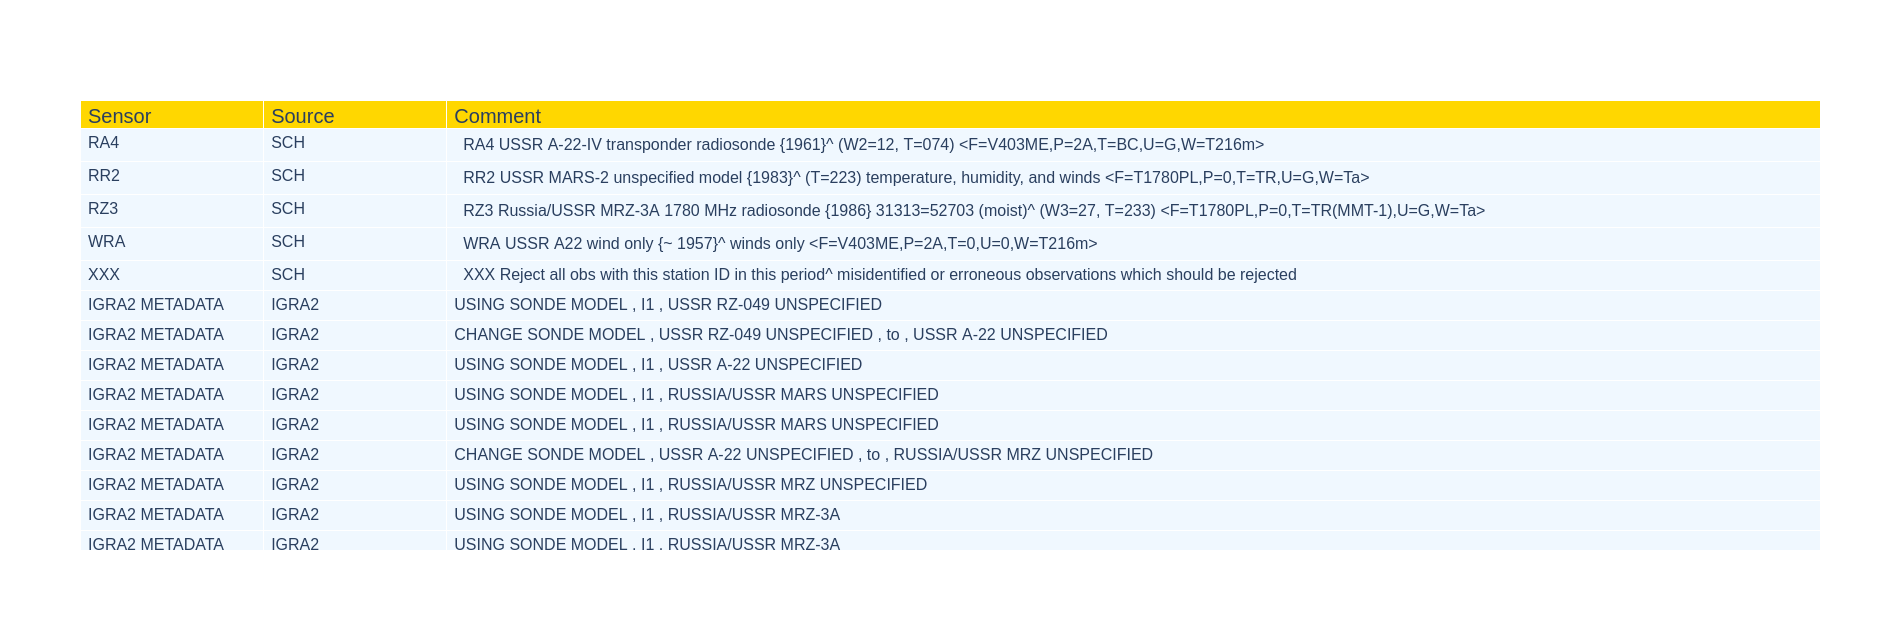 Sensor Source Comment
RA4 SCH RA4 USSR A-22-IV transponder radiosonde {1961}^ (W2=12, T=074) <F=V403ME,P=2A,T=BC,U=G,W=T216m>
RR2 SCH RR2 USSR MARS-2 unspecified model {1983}^ (T=223) temperature, humidity, and winds <F=T1780PL,P=0,T=TR,U=G,W=Ta>
RZ3 SCH RZ3 Russia/USSR MRZ-3A 1780 MHz radiosonde {1986} 31313=52703 (moist)^ (W3=27, T=233) <F=T1780PL,P=0,T=TR(MMT-1),U=G,W=Ta>
WRA SCH WRA USSR A22 wind only {~ 1957}^ winds only <F=V403ME,P=2A,T=0,U=0,W=T216m>
XXX SCH XXX Reject all obs with this station ID in this period^ misidentified or erroneous observations which should be rejected
IGRA2 METADATA IGRA2 USING SONDE MODEL , I1 , USSR RZ-049 UNSPECIFIED
IGRA2 METADATA IGRA2 CHANGE SONDE MODEL , USSR RZ-049 UNSPECIFIED , to , USSR A-22 UNSPECIFIED
IGRA2 METADATA IGRA2 USING SONDE MODEL , I1 , USSR A-22 UNSPECIFIED
IGRA2 METADATA IGRA2 USING SONDE MODEL , I1 , RUSSIA/USSR MARS UNSPECIFIED
IGRA2 METADATA IGRA2 USING SONDE MODEL , I1 , RUSSIA/USSR MARS UNSPECIFIED
IGRA2 METADATA IGRA2 CHANGE SONDE MODEL , USSR A-22 UNSPECIFIED , to , RUSSIA/USSR MRZ UNSPECIFIED
IGRA2 METADATA IGRA2 USING SONDE MODEL , I1 , RUSSIA/USSR MRZ UNSPECIFIED
IGRA2 METADATA IGRA2 USING SONDE MODEL , I1 , RUSSIA/USSR MRZ-3A
IGRA2 METADATA IGRA2 USING SONDE MODEL , I1 , RUSSIA/USSR MRZ-3A